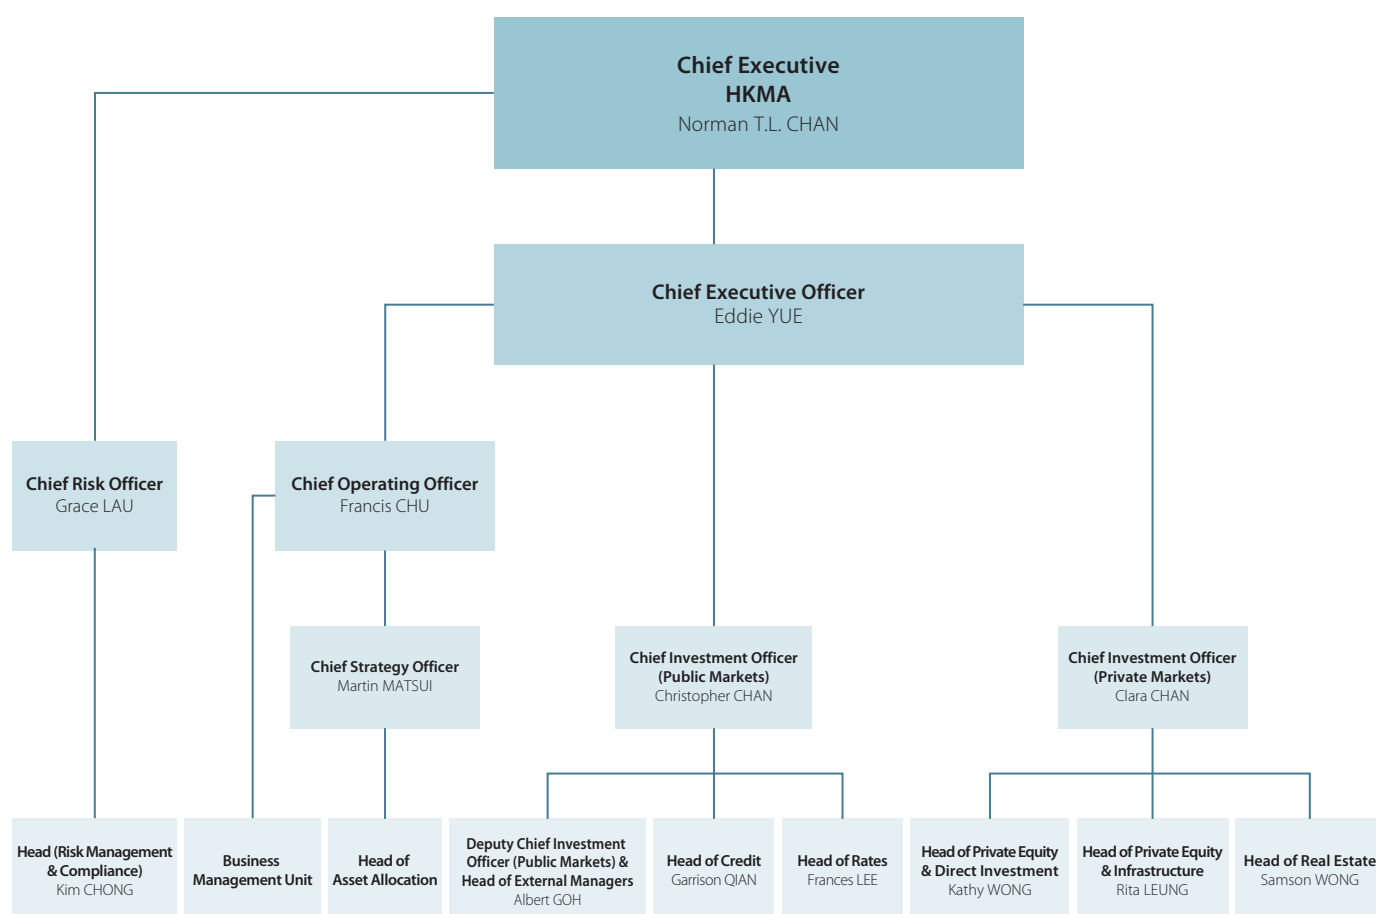 Chief Executive
HKMA
Norman T.L. CHAN
Chief Executive Officer
Eddie YUE
Chief Risk Officer
Grace LAU
Chief Operating Officer
Francis CHU
Chief Strategy Officer
Martin MATSUI
Chief Investment Officer
(Public Markets)
Christopher CHAN
Chief Investment Officer
(Private Markets)
Clara CHAN
Head (Risk Management
& Compliance)
Kim CHONG
Business
Management Unit
Head of
Asset Allocation
Deputy Chief Investment
Officer (Public Markets) &
Head of External Managers
Albert GOH
Head of Credit
Garrison QIAN
Head of Rates
Frances LEE
Head of Private Equity
& Direct Investment
Kathy WONG
Head of Private Equity
& Infrastructure
Rita LEUNG
Head of Real Estate
Samson WONG